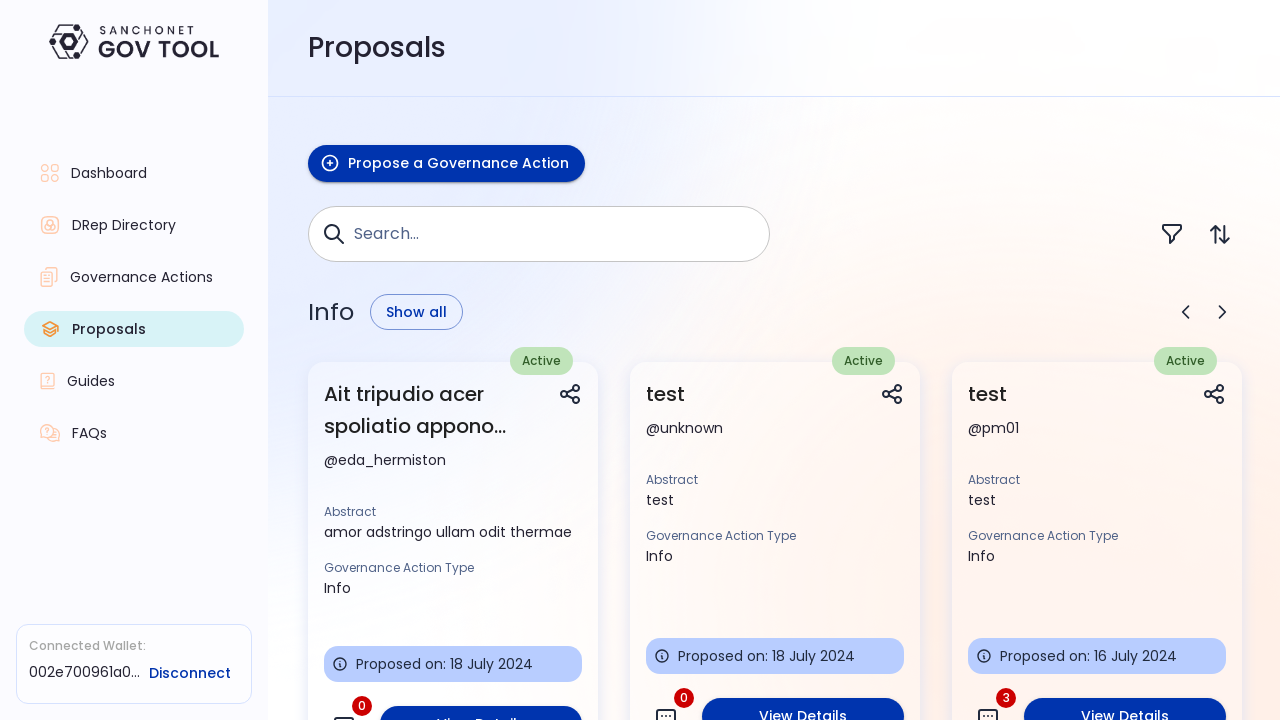 SANCHONET
GOV TOOL
Proposals
Dashboard
DRep Directory
Governance Actions
Proposals
Guides
FAQs
Connected Wallet:
002e700961a0... Disconnect
Propose a Governance Action
Search...
Info Show all
Active
Ait tripudio acer
spoliatio appono...
@eda_hermiston
Abstract
amor adstringo ullam odit thermae
Governance Action Type
Info
Proposed on: 18 July 2024
0
View Details
Active
test
@unknown
Abstract
test
Governance Action Type
Info
Proposed on: 18 July 2024
0
View Details
Active
test
@pm01
Abstract
test
Governance Action Type
Info
Proposed on: 16 July 2024
3
View Details